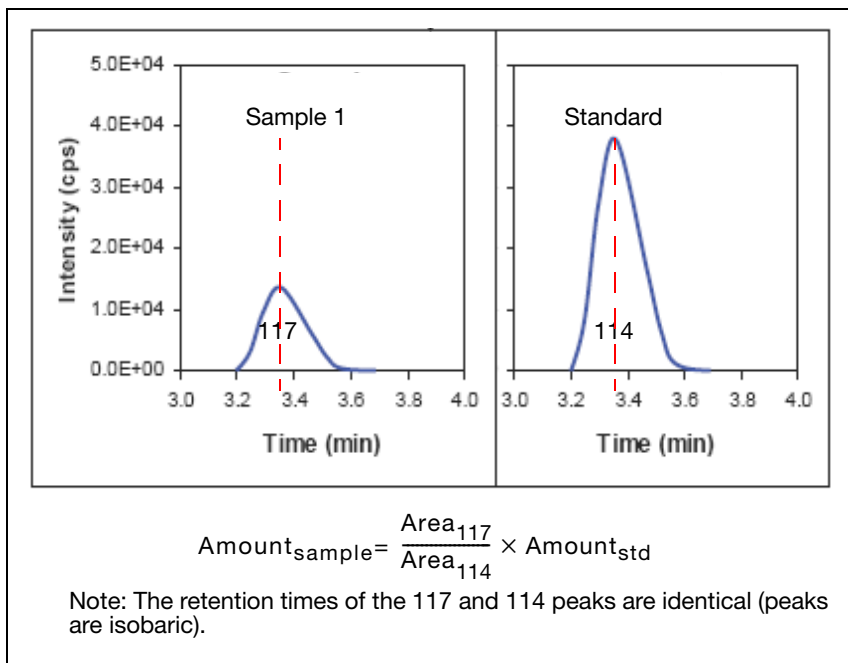 Sample 1
Standard
5.0E+04
4.0E+04
3.0E+04
2.0E+04
1.0E+04
0.0E+00
Intensity (cps)
117
114
3.0 3.2 3.4 3.6 3.8 4.0
3.0 3.2 3.4 3.6 3.8 4.0
Time (min)
Time (min)
Amount_sample = Area_117 / Area_114 × Amount_std
Note: The retention times of the 117 and 114 peaks are identical (peaks
are isobaric).